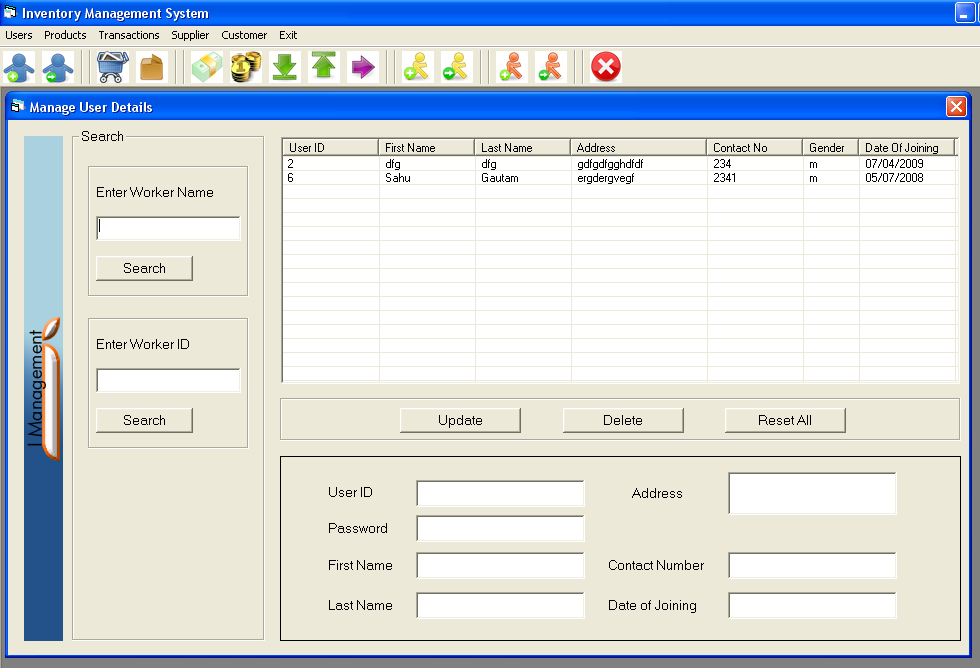 Inventory Management System
Users Products Transactions Supplier Customer Exit
Manage User Details
I Management
Search
Enter Worker Name
Search
Enter Worker ID
Search
User ID First Name Last Name Address Contact No Gender Date Of Joining
2 dfg dfg gdfgdfgghdfdf 234 m 07/04/2009
6 Sahu Gautam ergdergvegf 2341 m 05/07/2008
Update Delete Reset All
User ID Address
Password
First Name Contact Number
Last Name Date of Joining